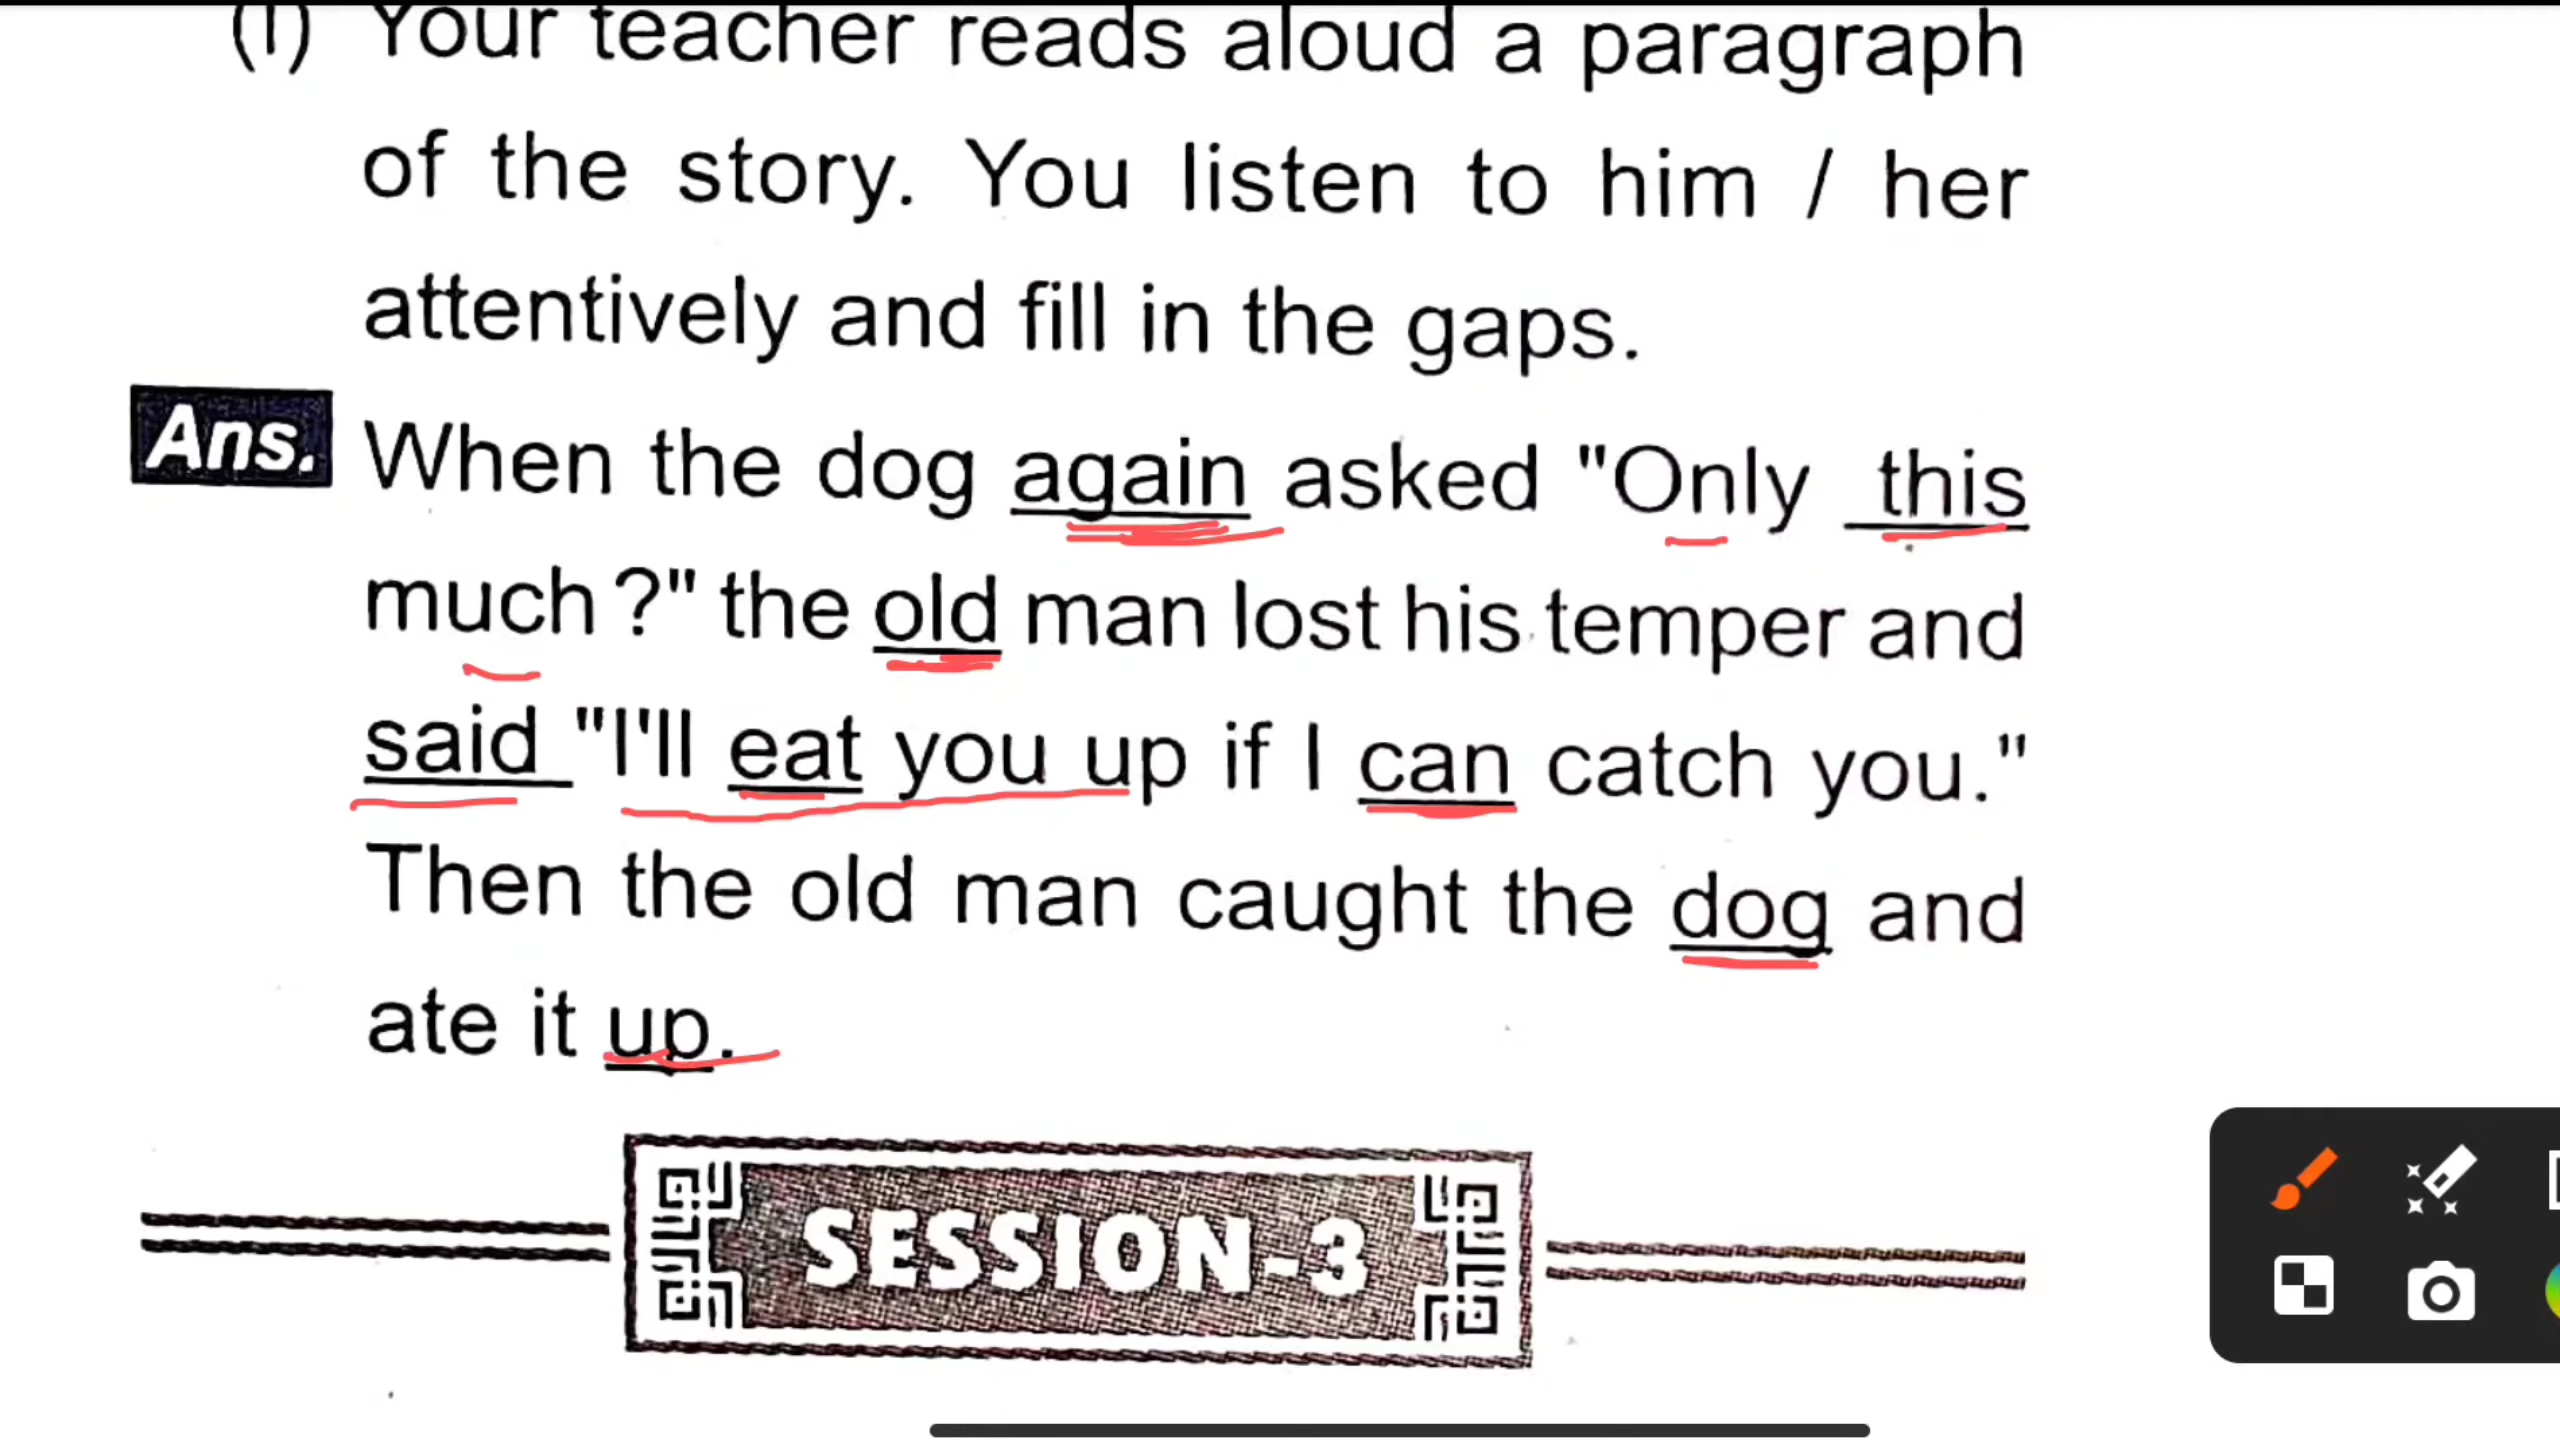 (i) Your teacher reads aloud a paragraph
of the story. You listen to him / her
attentively and fill in the gaps.
Ans. When the dog again asked "Only this
much?" the old man lost his temper and
said "I'll eat you up if I can catch you."
Then the old man caught the dog and
ate it up.
SESSION-3